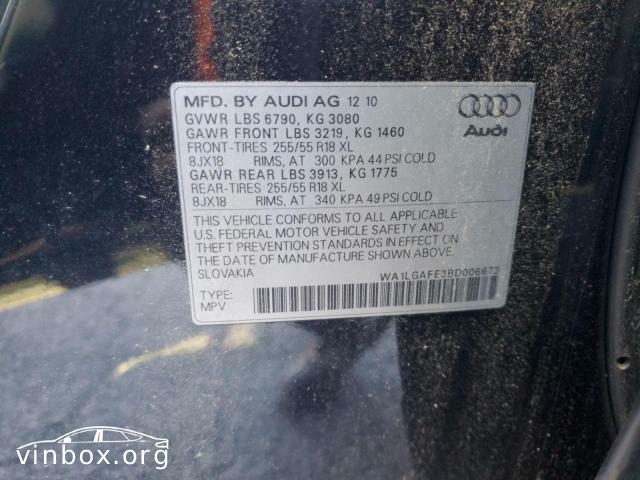 MFD. BY AUDI AG 12 10
GVWR LBS 6790, KG 3080
GAWR FRONT LBS 3219, KG 1460
FRONT-TIRES 255/55 R18 XL
8JX18 RIMS, AT 300 KPA 44 PSI COLD
GAWR REAR LBS 3913, KG 1775
REAR-TIRES 255/55 R18 XL
8JX18 RIMS, AT 340 KPA 49 PSI COLD
Audi
THIS VEHICLE CONFORMS TO ALL APPLICABLE
U.S. FEDERAL MOTOR VEHICLE SAFETY AND
THEFT PREVENTION STANDARDS IN EFFECT ON
THE DATE OF MANUFACTURE SHOWN ABOVE.
SLOVAKIA WA1LGAFE3BD006673
TYPE:
MPV
vinbox.org